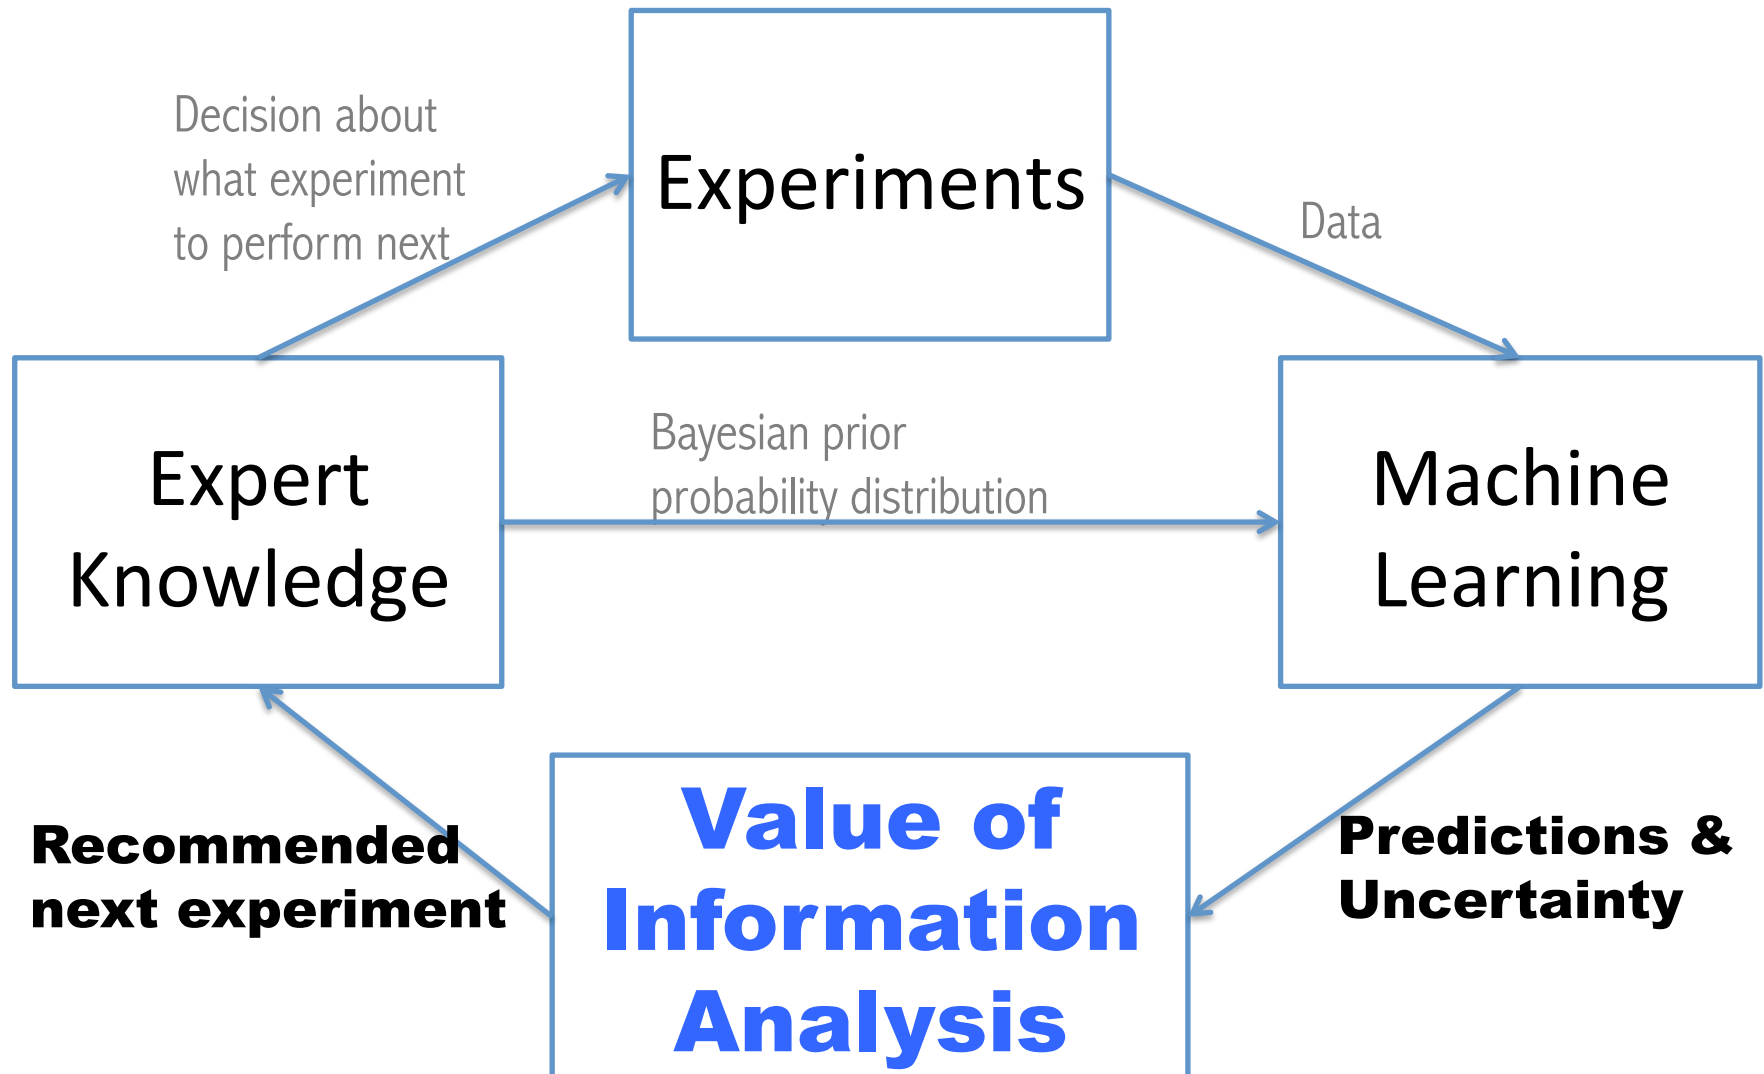 Decision about
what experiment
to perform next
Experiments
Data
Expert
Knowledge
Bayesian prior
probability distribution
Machine
Learning
Recommended
next experiment
Value of
Information
Analysis
Predictions &
Uncertainty